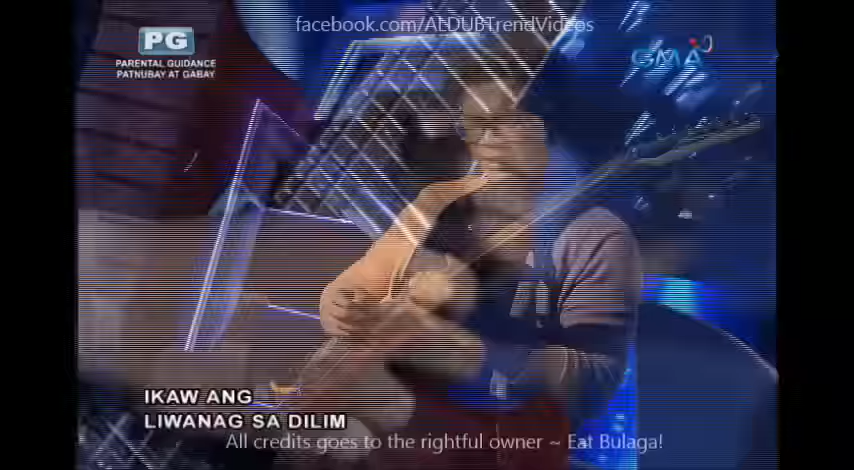 facebook.com/ALDUBTrendVideos
PG
GMA
PARENTAL GUIDANCE
PATNUBAY AT GABAY
IKAW ANG
LIWANAG SA DILIM
All credits goes to the rightful owner ~ Eat Bulaga!